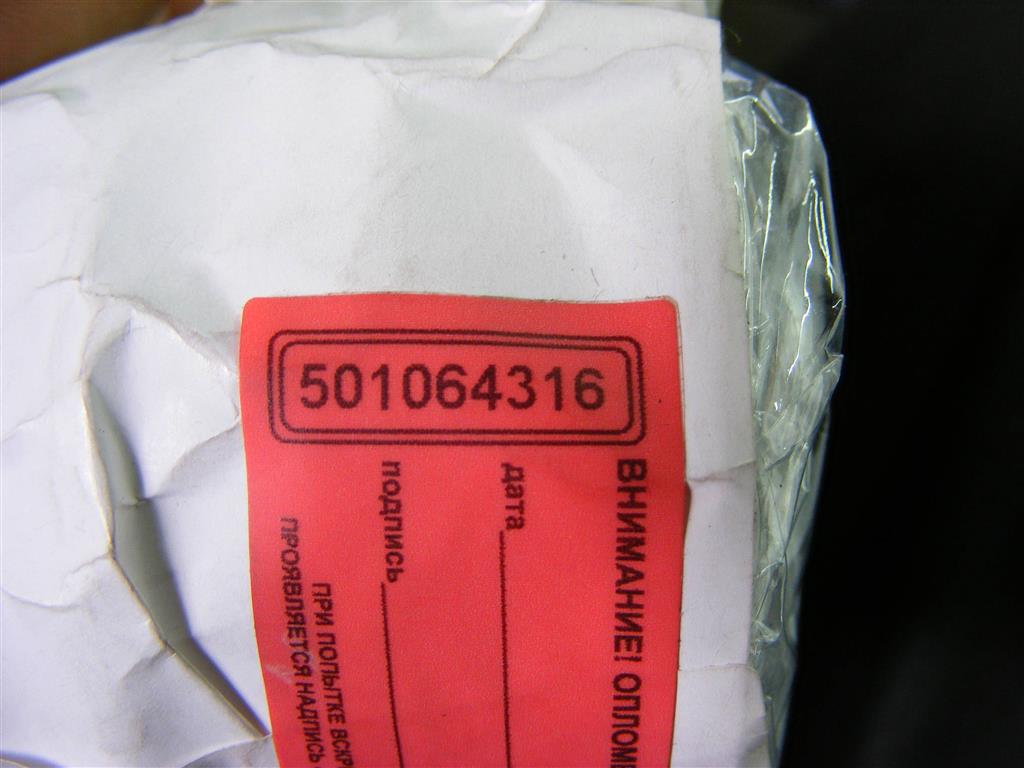 501064316
ВНИМАНИЕ!
дата
подпись
ПРИ ПОПЫТКЕ
ПРОЯВЛЯЕТСЯ НАДПИСЬ